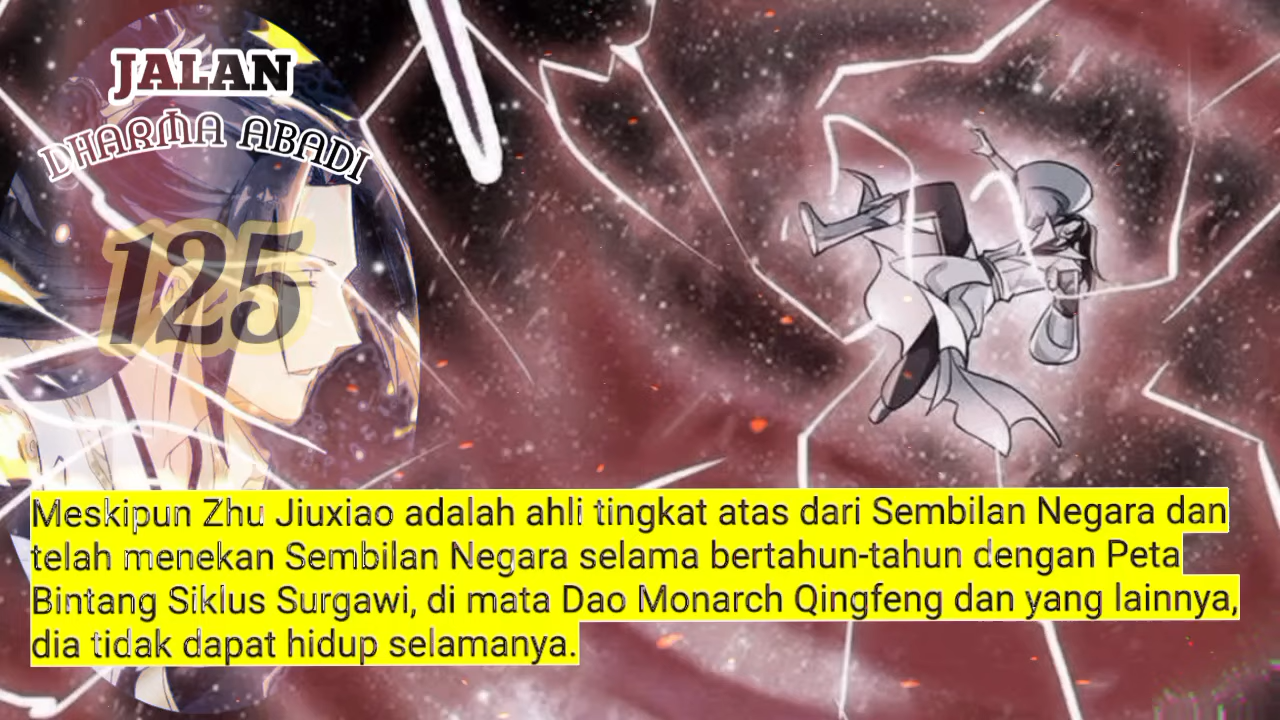 JALAN
DHARMA ABADI
125
Meskipun Zhu Jiuxiao adalah ahli tingkat atas dari Sembilan Negara dan
telah menekan Sembilan Negara selama bertahun-tahun dengan Peta
Bintang Siklus Surgawi, di mata Dao Monarch Qingfeng dan yang lainnya,
dia tidak dapat hidup selamanya.